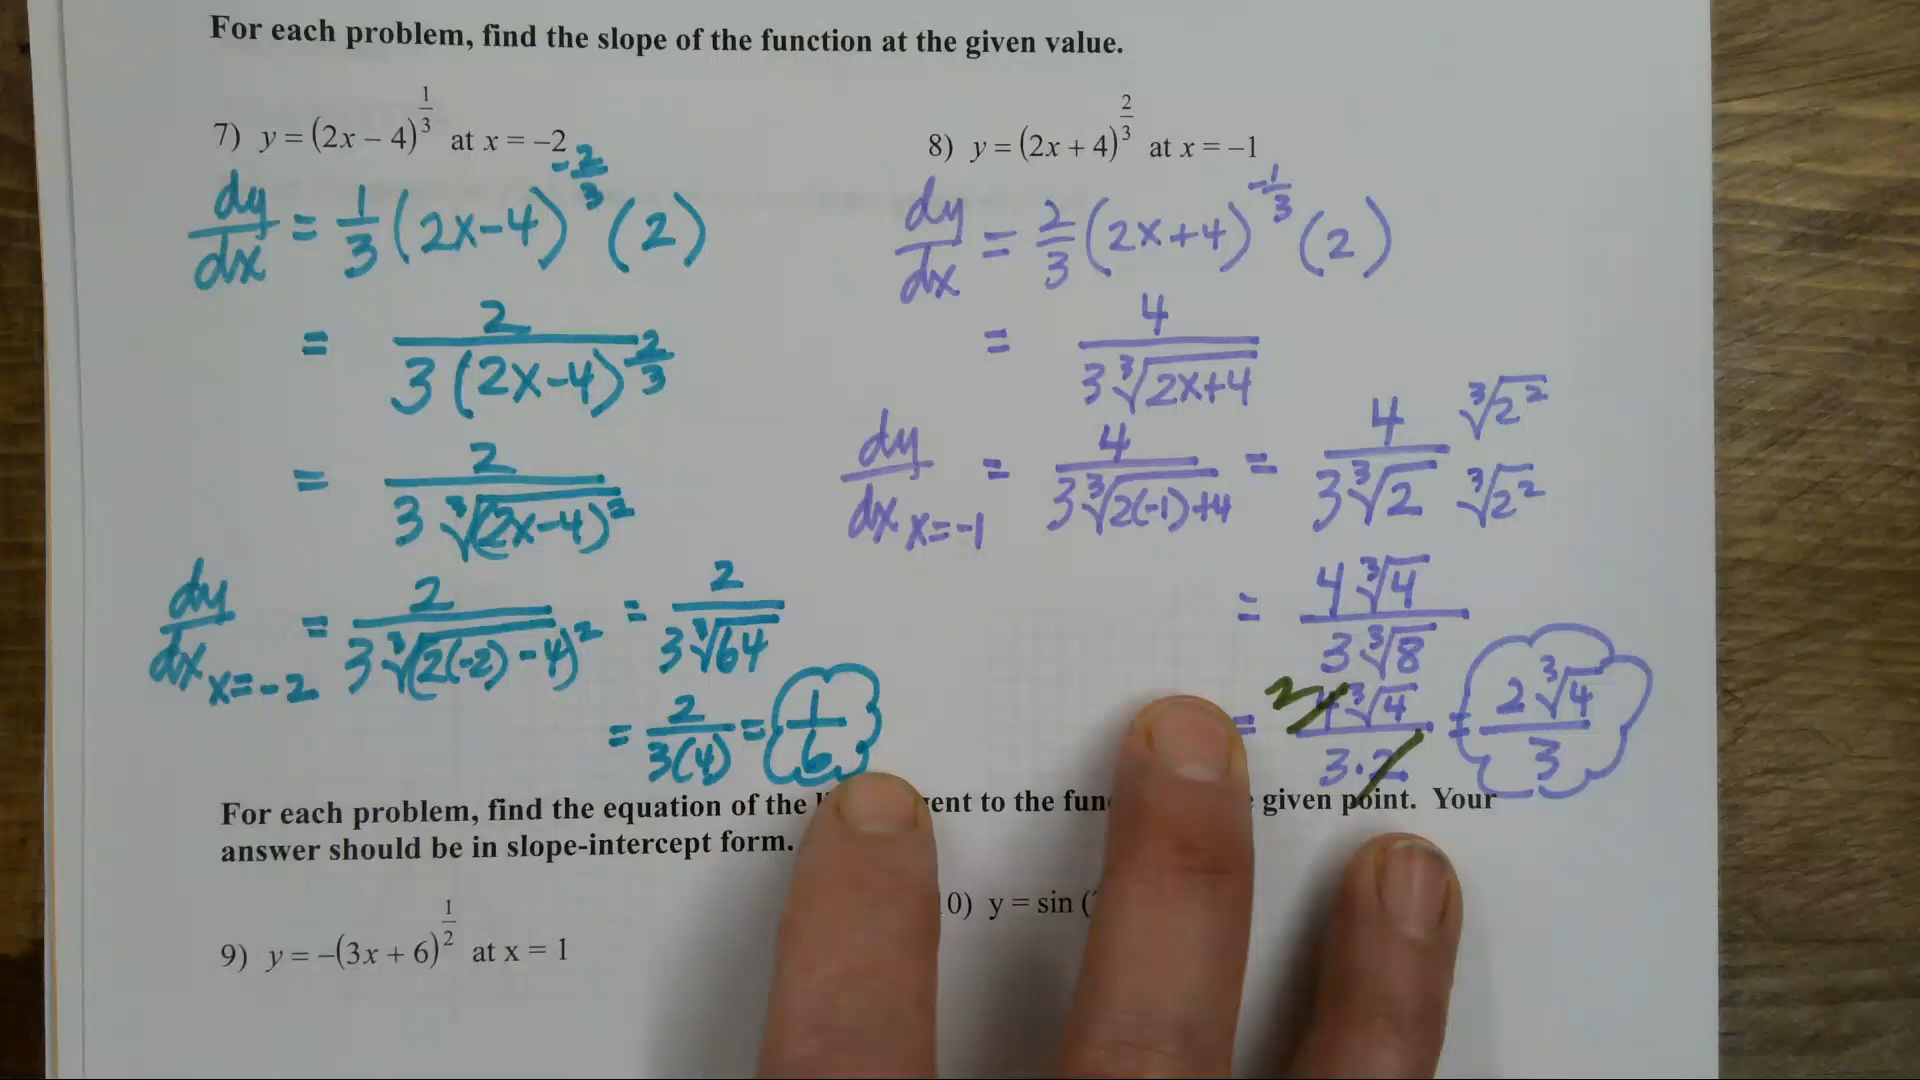 For each problem, find the slope of the function at the given value.
7) y = (2x – 4)^(1/3) at x = –2
dy/dx = 1/3 (2x-4)^(-2/3) (2)
= 2 / 3(2x-4)^(2/3)
= 2 / 3∛(2x-4)²
dy/dx x=-2 = 2 / 3∛(2(-2)-4)² = 2 / 3∛64
= 2 / 3(4) = 1/6
8) y = (2x + 4)^(2/3) at x = –1
dy/dx = 2/3 (2x+4)^(-1/3) (2)
= 4 / 3∛2x+4
dy/dx x=-1 = 4 / 3∛2(-1)+4 = 4 / 3∛2 ∛2² / ∛2²
= 4∛4 / 3∛8
2
= 4∛4 / 3·2 = 2∛4 / 3
For each problem, find the equation of the ent to the fun given point. Your
answer should be in slope-intercept form.
9) y = –(3x + 6)^(1/2) at x = 1
0) y = sin (